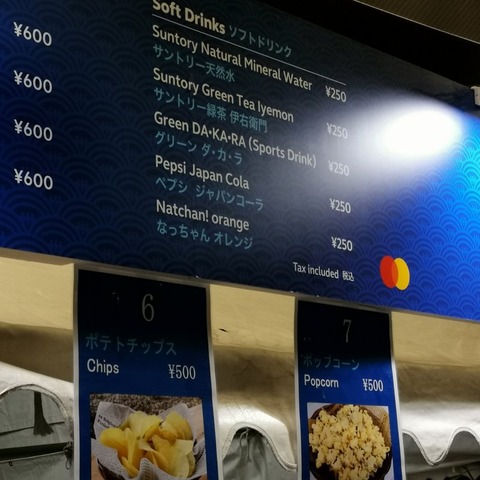 Soft Drinks ソフトドリンク
¥600
¥600
¥600
¥600
Suntory Natural Mineral Water ¥250
サントリー天然水
Suntory Green Tea Iyemon ¥250
サントリー緑茶 伊右衛門
Green DA•KA•RA (Sports Drink) ¥250
グリーン ダ・カ・ラ
Pepsi Japan Cola ¥250
ペプシ ジャパンコーラ
Natchan! orange ¥250
なっちゃん オレンジ
Tax included 税込
6
ポテトチップス
Chips ¥500
7
ポップコーン
Popcorn ¥500